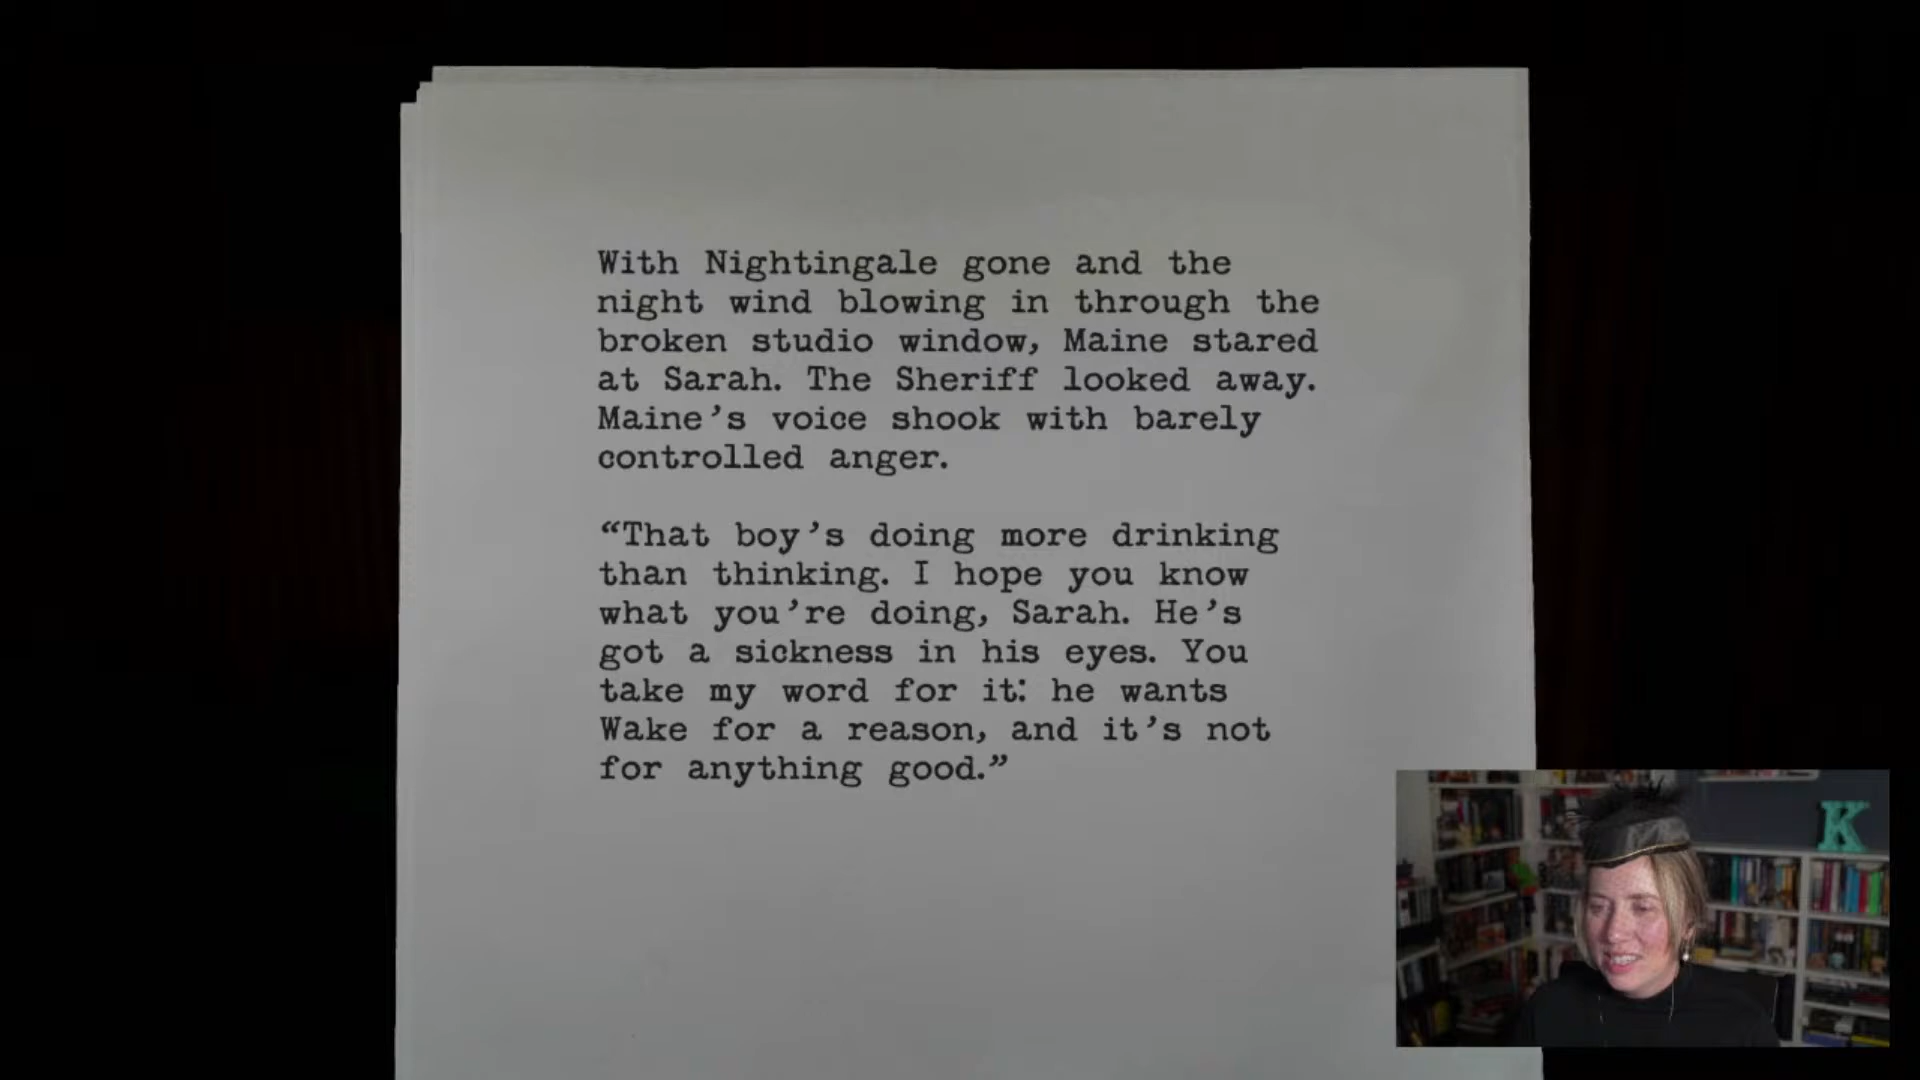 With Nightingale gone and the
night wind blowing in through the
broken studio window, Maine stared
at Sarah. The Sheriff looked away.
Maine’s voice shook with barely
controlled anger.
“That boy’s doing more drinking
than thinking. I hope you know
what you’re doing, Sarah. He’s
got a sickness in his eyes. You
take my word for it: he wants
Wake for a reason, and it’s not
for anything good.”
K